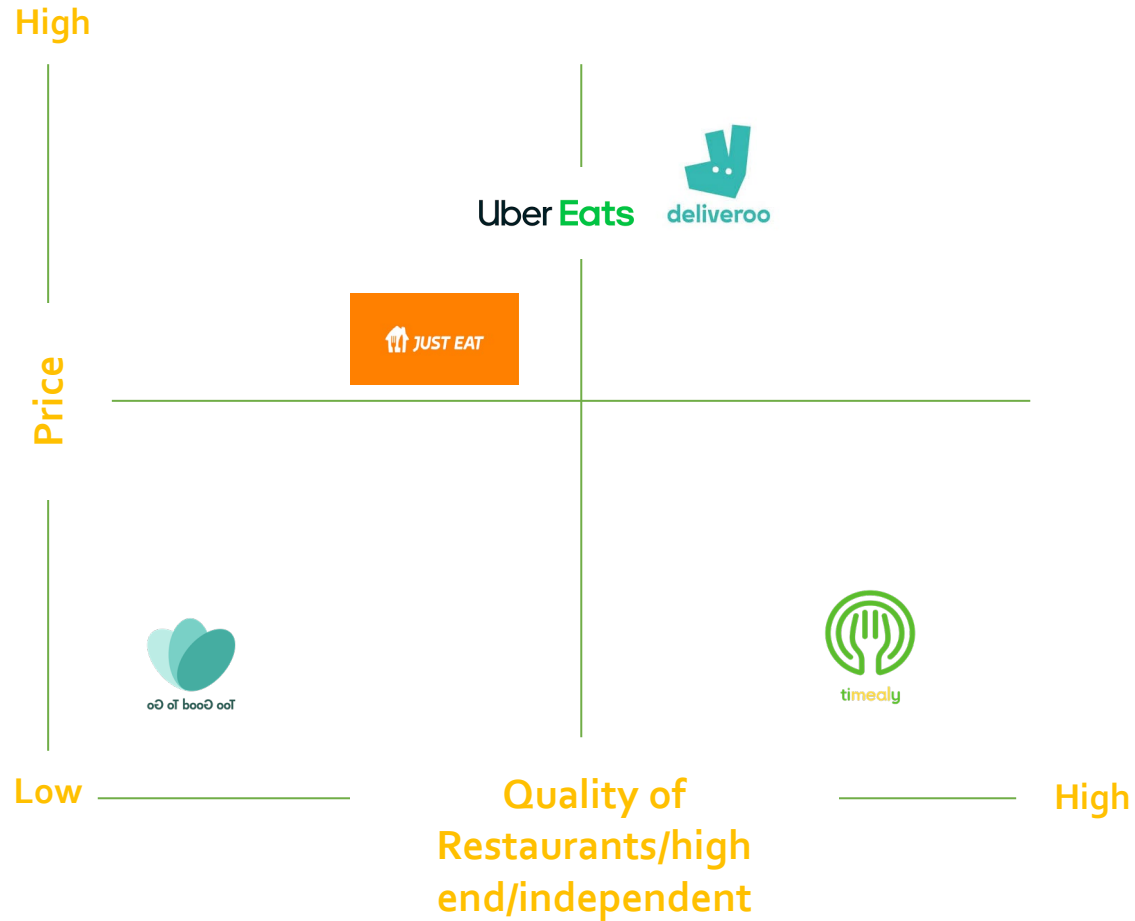 High
Uber Eats
deliveroo
JUST EAT
Price
Too Good To Go
timealy
Low
Quality of
High
Restaurants/high
end/independent